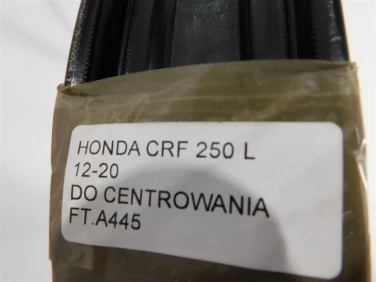 HONDA CRF 250 L
12-20
DO CENTROWANIA
FT.A445